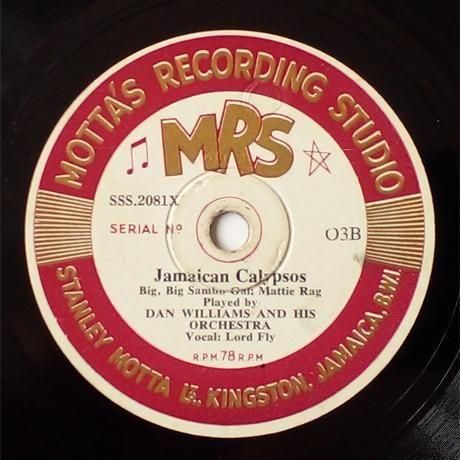 MOTTA'S RECORDING STUDIO
MRS
SSS.2081X
SERIAL Nº
O3B
Jamaican Calypsos
Big, Big Sambo Gal; Mattie Rag
Played by
DAN WILLIAMS AND HIS
ORCHESTRA
Vocal: Lord Fly
R.P.M. 78 R.P.M
STANLEY MOTTA Ld. KINGSTON, JAMAICA, B.W.I.